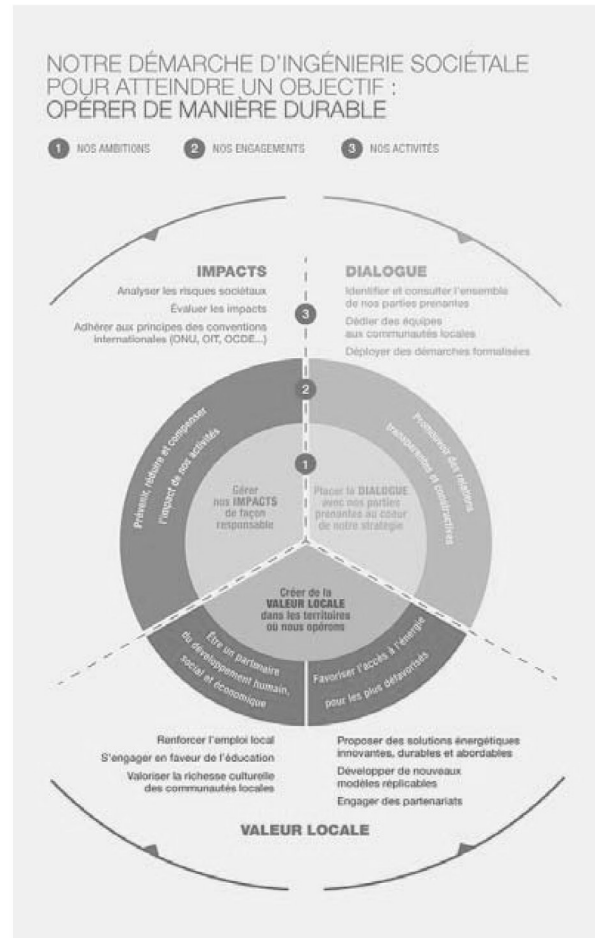 NOTRE DÉMARCHE D'INGÉNIERIE SOCIÉTALE
POUR ATTEINDRE UN OBJECTIF :
OPÉRER DE MANIÈRE DURABLE
1 NOS AMBITIONS
2 NOS ENGAGEMENTS
3 NOS ACTIVITÉS
IMPACTS
Analyser les risques sociétaux
Évaluer les impacts
Adhérer aux principes des conventions
internationales (ONU, OIT, OCDE...)
DIALOGUE
Identifier et consulter l'ensemble
de nos parties prenantes
Dédier des équipes
aux communautés locales
Déployer des démarches formalisées
3
2
1
Prévenir, réduire et compenser
l'impact de nos activités
Promouvoir des relations
transparentes et constructives
Gérer
nos IMPACTS
de façon
responsable
Placer le DIALOGUE
avec nos parties
prenantes au coeur
de notre stratégie
Créer de la
VALEUR LOCALE
dans les territoires
où nous opérons
Être un partenaire
du développement humain,
social et économique
Favoriser l'accès à l'énergie
pour les plus défavorisés
Renforcer l'emploi local
S'engager en faveur de l'éducation
Valoriser la richesse culturelle
des communautés locales
Proposer des solutions énergétiques
innovantes, durables et abordables
Développer de nouveaux
modèles réplicables
Engager des partenariats
VALEUR LOCALE